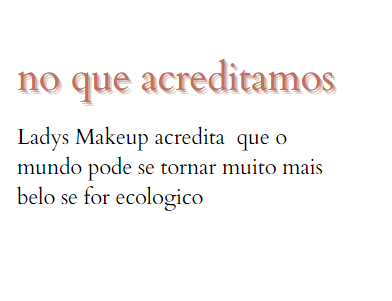 no que acreditamos
Ladys Makeup acredita  que o
mundo pode se tornar muito mais
belo se for ecologico